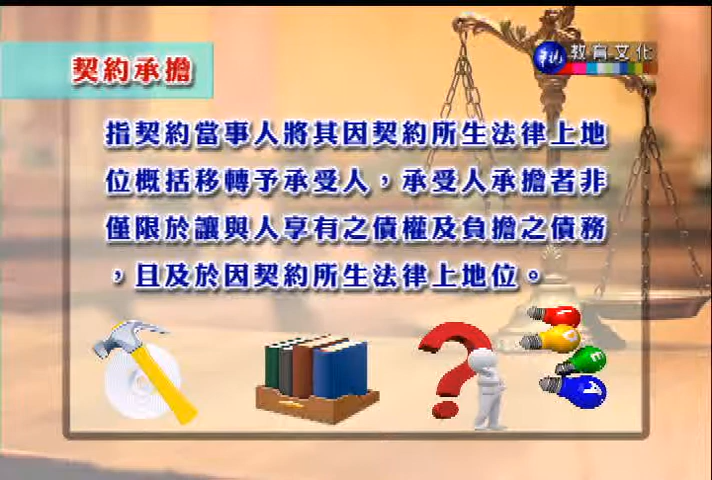 契約承擔
華視
教育文化
指契約當事人將其因契約所生法律上地
位概括移轉予承受人，承受人承擔者非
僅限於讓與人享有之債權及負擔之債務
，且及於因契約所生法律上地位。